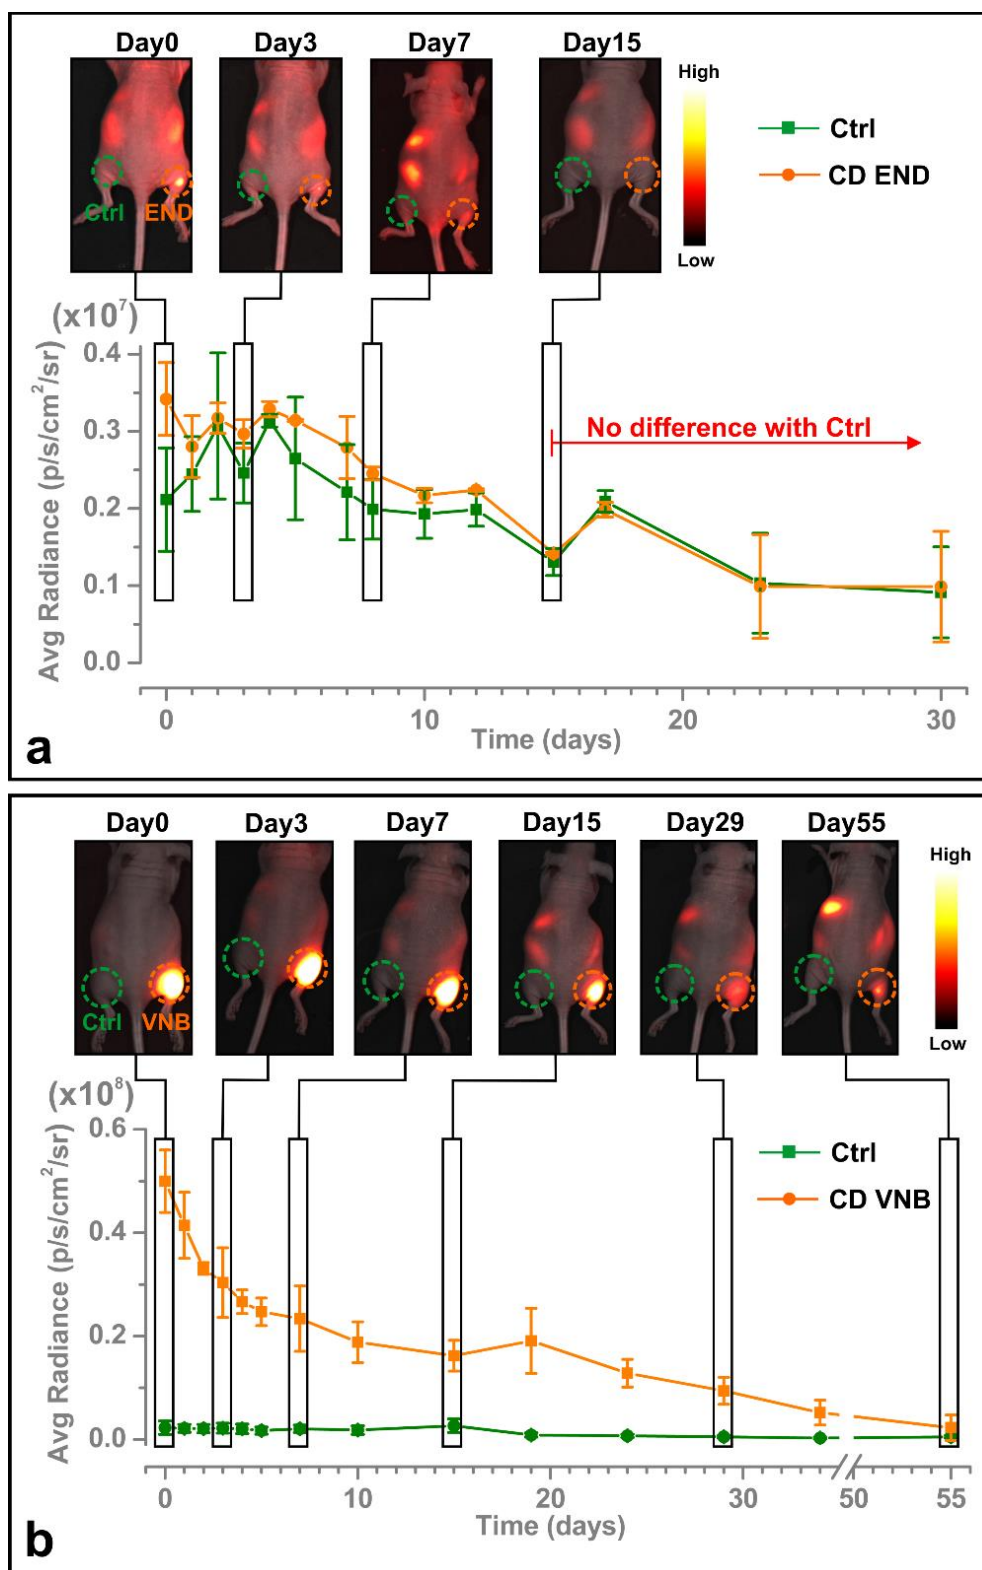 Day0 Day3 Day7 Day15
High
Low
Ctrl
CD END
Ctrl END
(x10⁷)
Avg Radiance (p/s/cm²/sr)
0.4
0.3
0.2
0.1
0.0
No difference with Ctrl
0 10 20 30
Time (days)
a
Day0 Day3 Day7 Day15 Day29 Day55
High
Low
Ctrl VNB
(x10⁸)
Avg Radiance (p/s/cm²/sr)
0.6
0.4
0.2
0.0
Ctrl
CD VNB
0 10 20 30 50 55
Time (days)
b